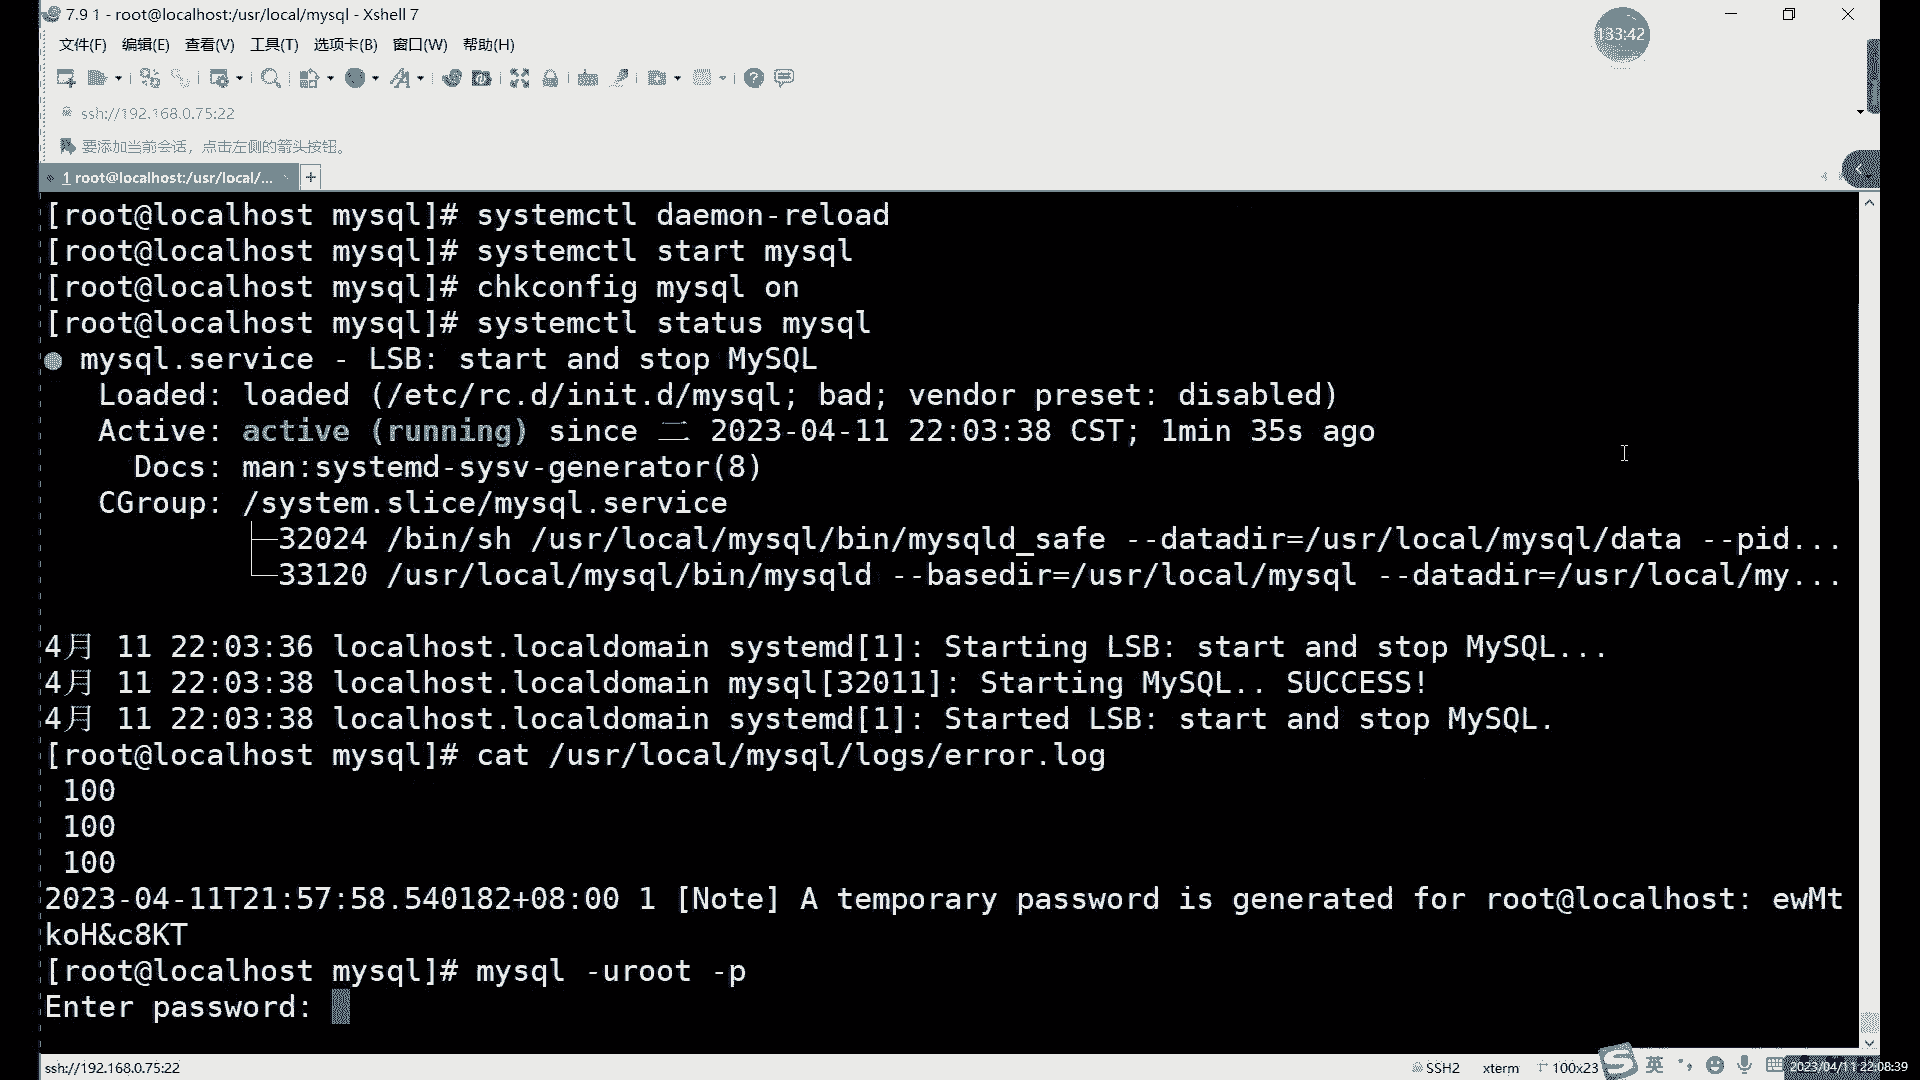 7.9 1 - root@localhost:/usr/local/mysql - Xshell 7
133:42
文件(F) 编辑(E) 查看(V) 工具(T) 选项卡(B) 窗口(W) 帮助(H)
ssh://192.168.0.75:22
要添加当前会话，点击左侧的箭头按钮。
1 root@localhost:/usr/local/...
[root@localhost mysql]# systemctl daemon-reload
[root@localhost mysql]# systemctl start mysql
[root@localhost mysql]# chkconfig mysql on
[root@localhost mysql]# systemctl status mysql
● mysql.service - LSB: start and stop MySQL
Loaded: loaded (/etc/rc.d/init.d/mysql; bad; vendor preset: disabled)
Active: active (running) since 二 2023-04-11 22:03:38 CST; 1min 35s ago
Docs: man:systemd-sysv-generator(8)
CGroup: /system.slice/mysql.service
├─32024 /bin/sh /usr/local/mysql/bin/mysqld_safe --datadir=/usr/local/mysql/data --pid...
└─33120 /usr/local/mysql/bin/mysqld --basedir=/usr/local/mysql --datadir=/usr/local/my...
4月 11 22:03:36 localhost.localdomain systemd[1]: Starting LSB: start and stop MySQL...
4月 11 22:03:38 localhost.localdomain mysql[32011]: Starting MySQL.. SUCCESS!
4月 11 22:03:38 localhost.localdomain systemd[1]: Started LSB: start and stop MySQL.
[root@localhost mysql]# cat /usr/local/mysql/logs/error.log
100
100
100
2023-04-11T21:57:58.540182+08:00 1 [Note] A temporary password is generated for root@localhost: ewMt
koH&c8KT
[root@localhost mysql]# mysql -uroot -p
Enter password:
ssh://192.168.0.75:22
SSH2 xterm 100x23
英
2023/04/11 22:08:39